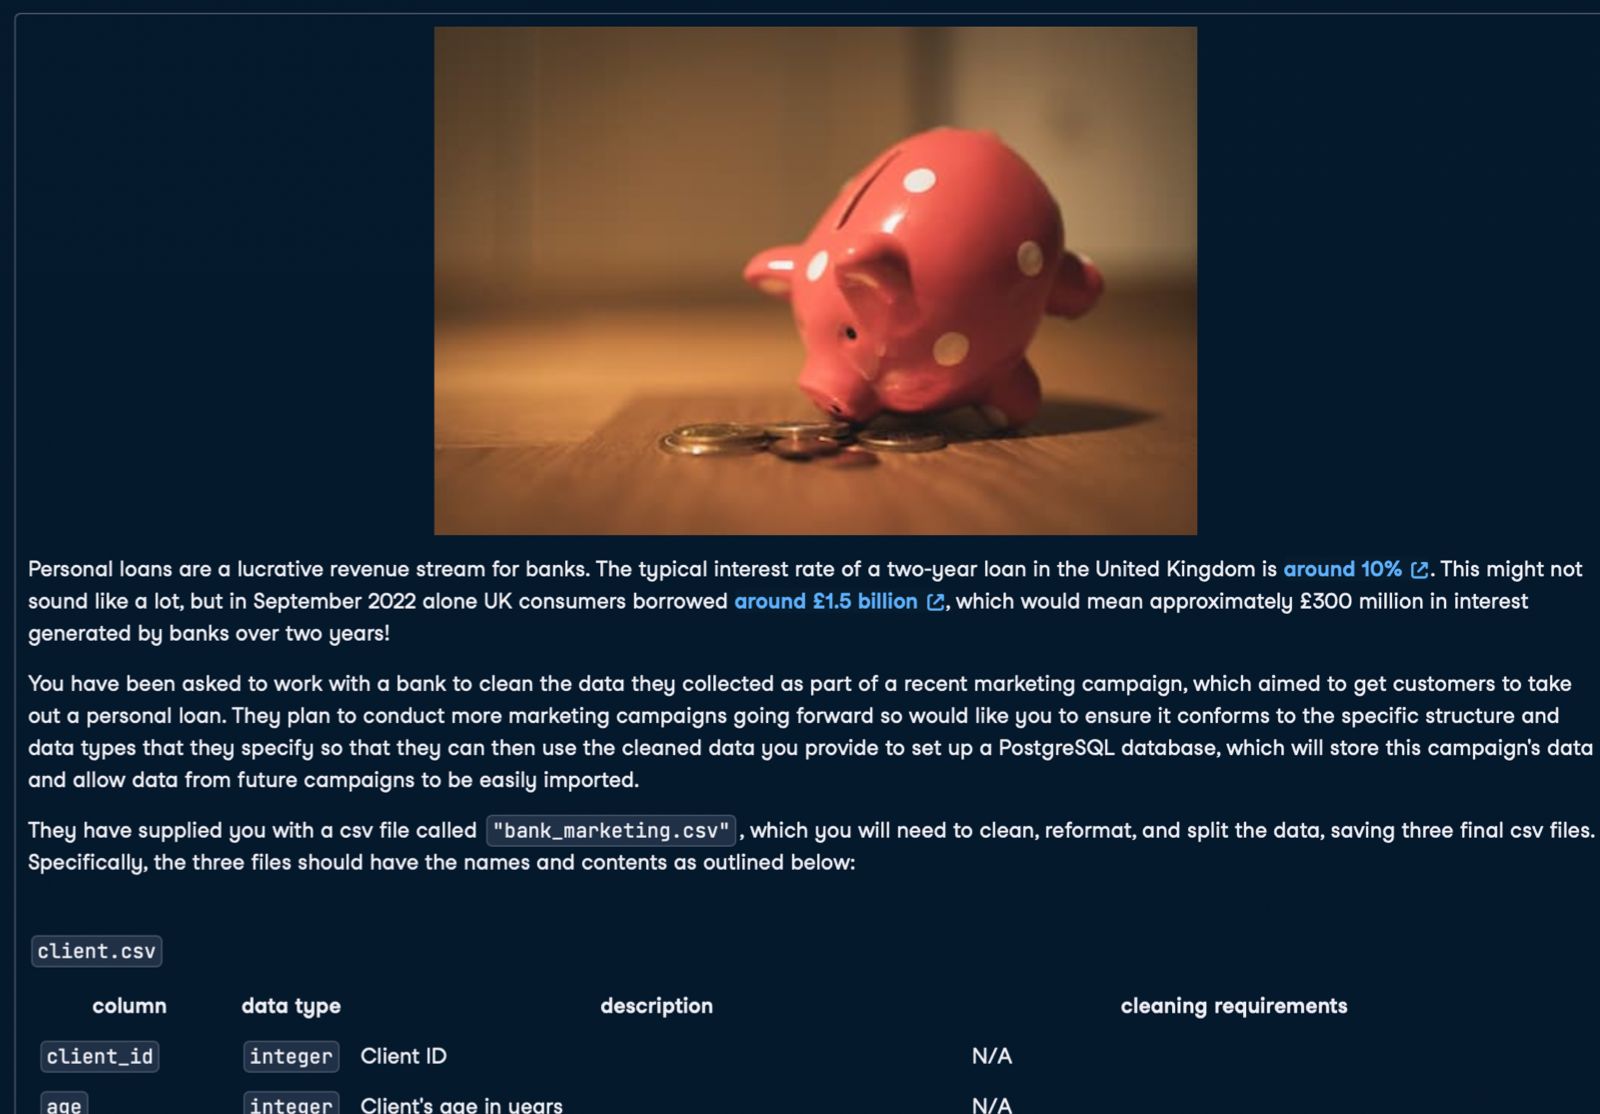 Personal loans are a lucrative revenue stream for banks. The typical interest rate of a two-year loan in the United Kingdom is around 10%. This might not
sound like a lot, but in September 2022 alone UK consumers borrowed around £1.5 billion, which would mean approximately £300 million in interest
generated by banks over two years!
You have been asked to work with a bank to clean the data they collected as part of a recent marketing campaign, which aimed to get customers to take
out a personal loan. They plan to conduct more marketing campaigns going forward so would like you to ensure it conforms to the specific structure and
data types that they specify so that they can then use the cleaned data you provide to set up a PostgreSQL database, which will store this campaign's data
and allow data from future campaigns to be easily imported.
They have supplied you with a csv file called "bank_marketing.csv", which you will need to clean, reformat, and split the data, saving three final csv files.
Specifically, the three files should have the names and contents as outlined below:
client.csv
column data type description cleaning requirements
client_id integer Client ID N/A
age integer Client's age in years N/A